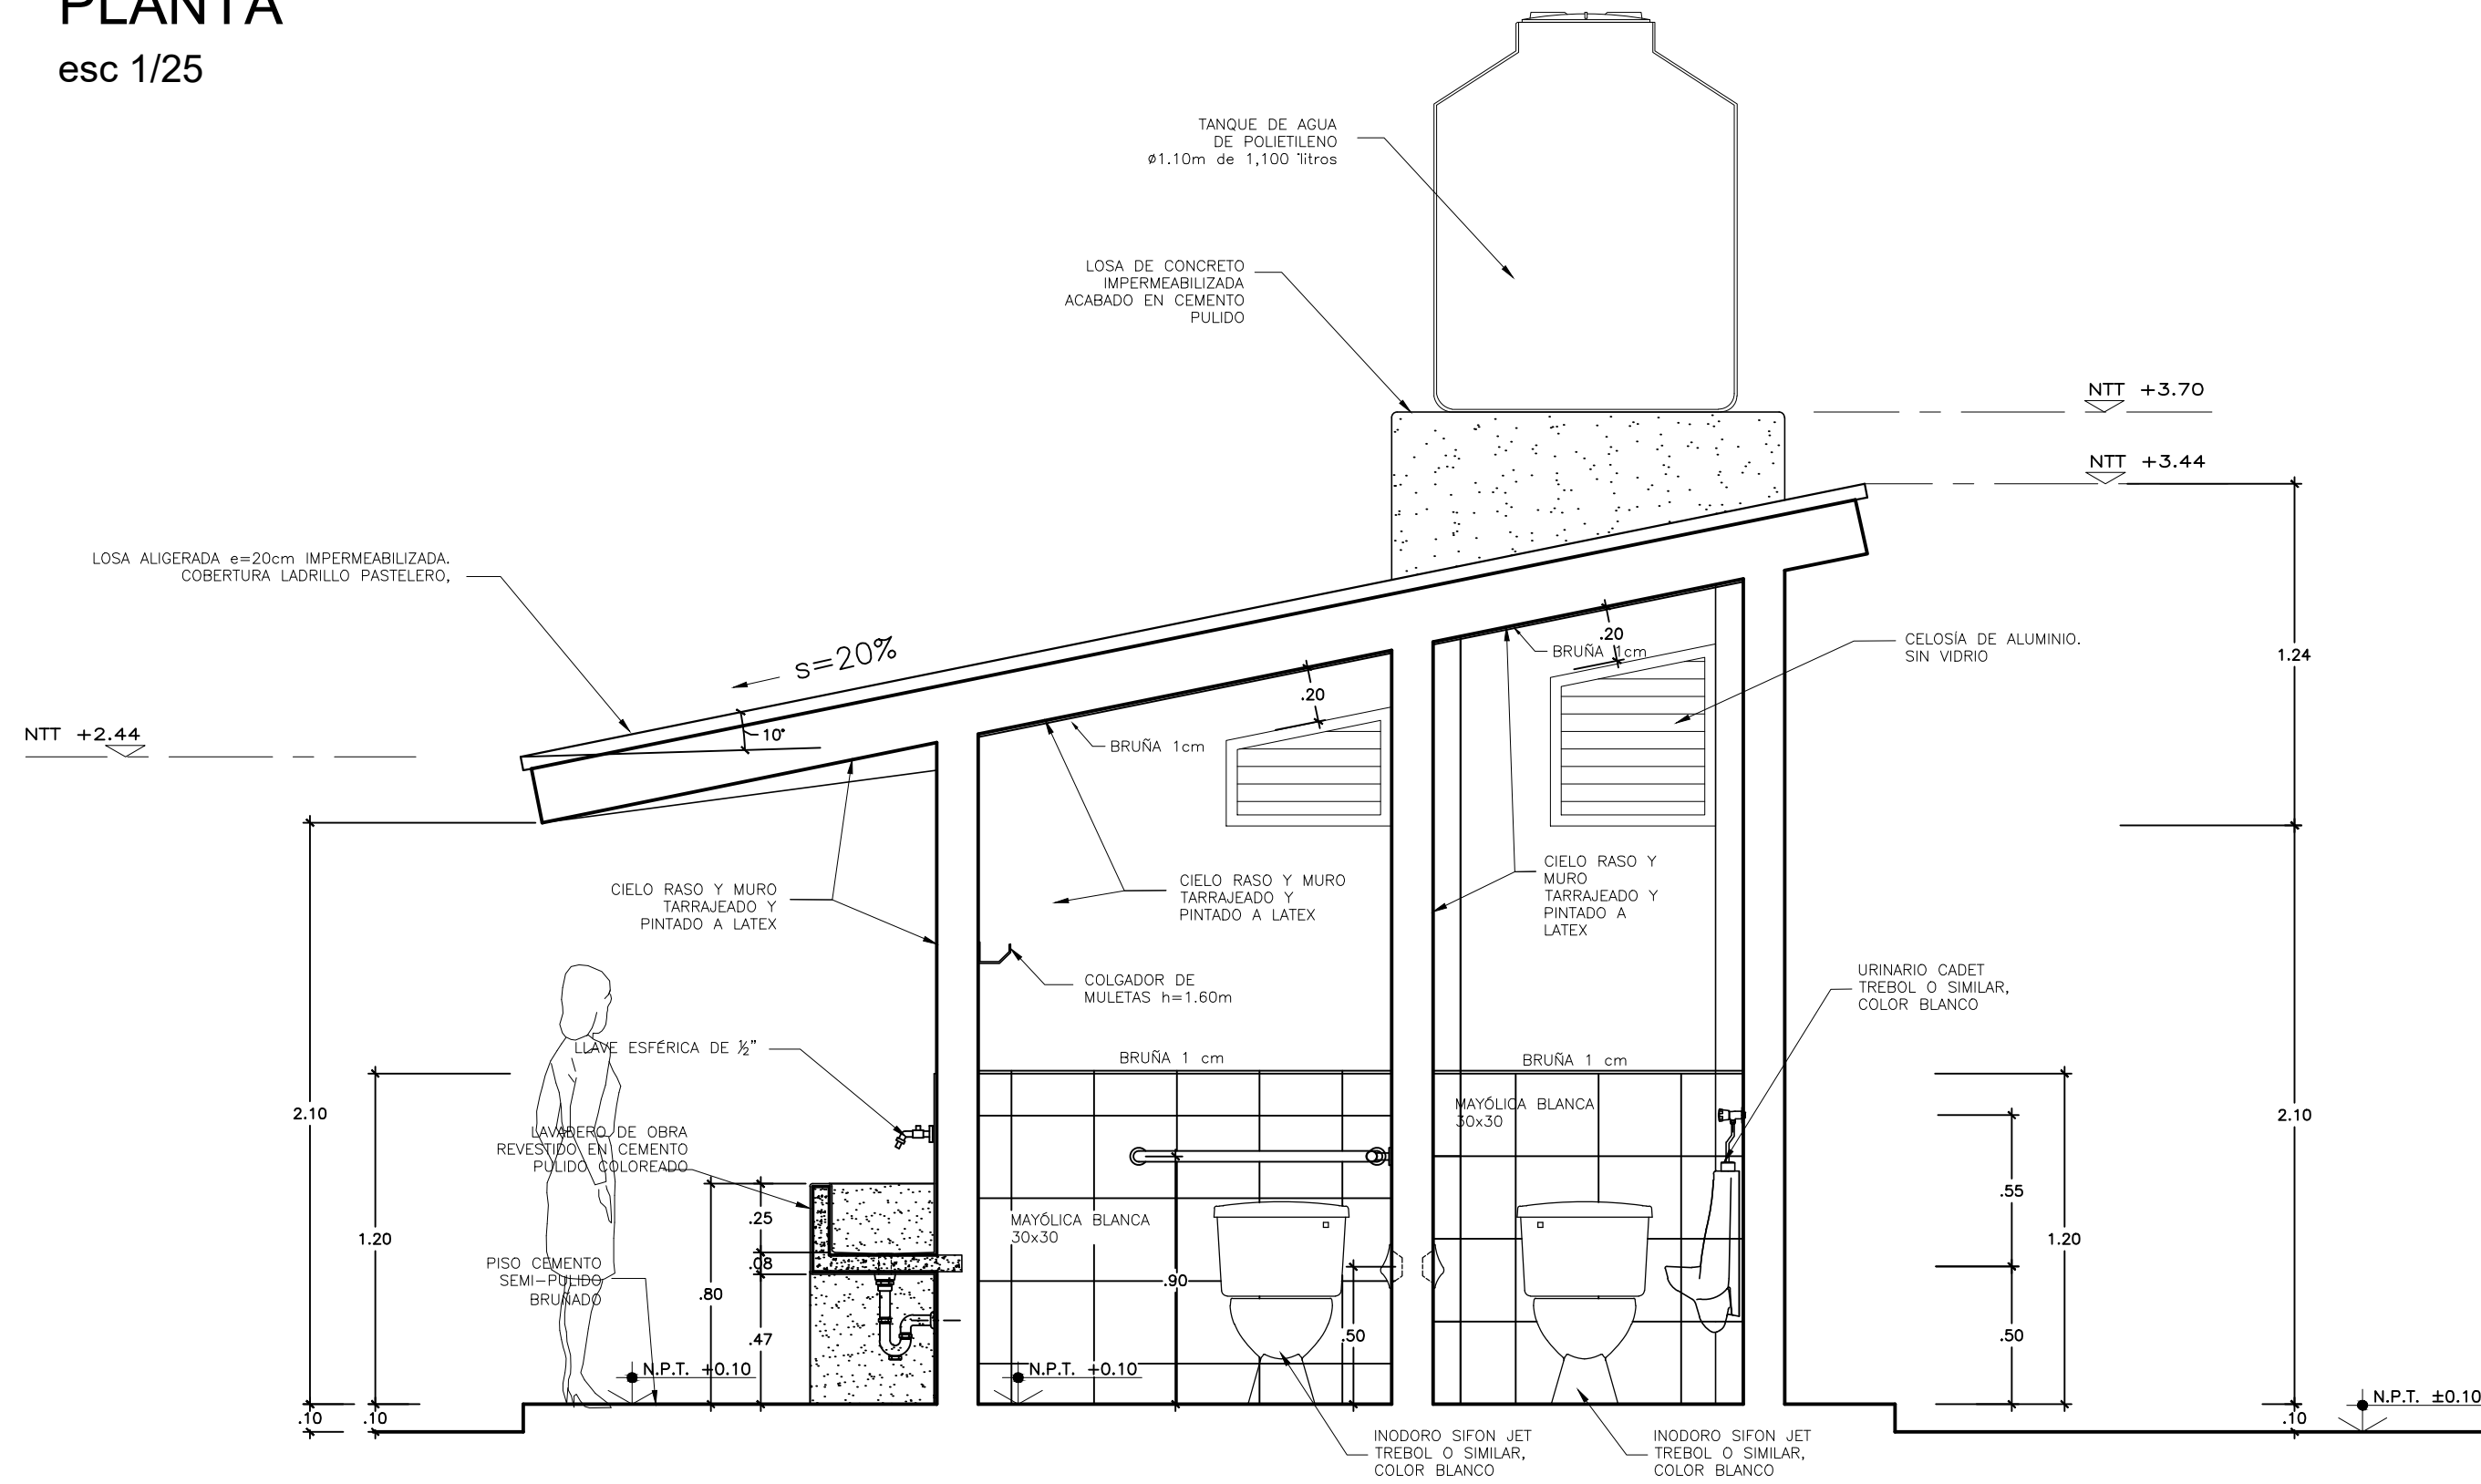 PLANTA
esc 1/25
TANQUE DE AGUA
DE POLIETILENO
ø1.10m de 1,100 litros
LOSA DE CONCRETO
IMPERMEABILIZADA
ACABADO EN CEMENTO
PULIDO
NTT +3.70
NTT +3.44
LOSA ALIGERADA e=20cm IMPERMEABILIZADA.
COBERTURA LADRILLO PASTELERO,
s=20%
10°
NTT +2.44
.20
BRUÑA 1cm
.20
BRUÑA 1cm
CELOSÍA DE ALUMINIO.
SIN VIDRIO
1.24
CIELO RASO Y MURO
TARRAJEADO Y
PINTADO A LATEX
CIELO RASO Y MURO
TARRAJEADO Y
PINTADO A LATEX
CIELO RASO Y
MURO
TARRAJEADO Y
PINTADO A
LATEX
COLGADOR DE
MULETAS h=1.60m
URINARIO CADET
TREBOL O SIMILAR,
COLOR BLANCO
LLAVE ESFÉRICA DE ½"
BRUÑA 1 cm
BRUÑA 1 cm
2.10
LAVADERO DE OBRA
REVESTIDO EN CEMENTO
PULIDO COLOREADO
MAYÓLICA BLANCA
30x30
2.10
.55
.25
MAYÓLICA BLANCA
30x30
1.20
1.20
PISO CEMENTO
SEMI-PULIDO
BRUÑADO
.08
.80
.90
.47
.50
.50
N.P.T. +0.10
N.P.T. +0.10
N.P.T. ±0.10
.10
.10
.10
INODORO SIFON JET
TREBOL O SIMILAR,
COLOR BLANCO
INODORO SIFON JET
TREBOL O SIMILAR,
COLOR BLANCO